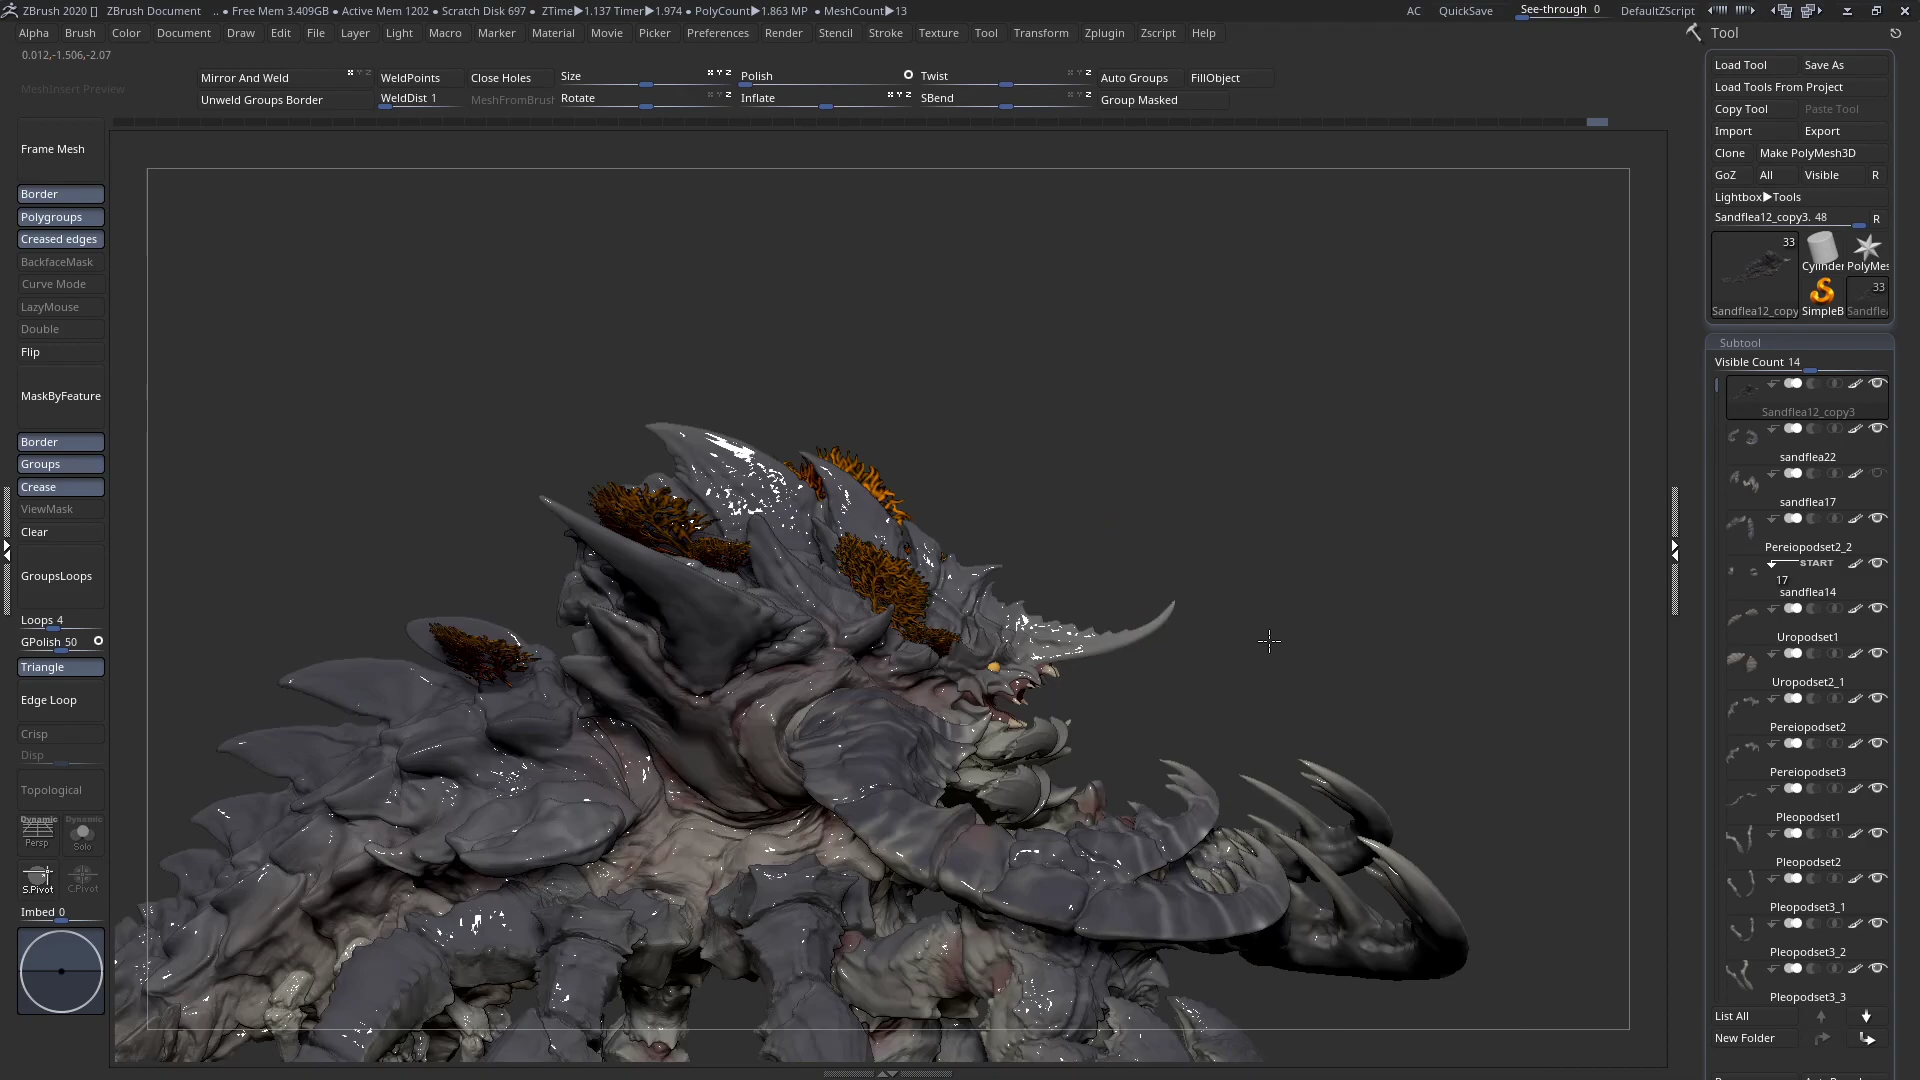 ZBrush 2020 [] ZBrush Document .. ● Free Mem 3.409GB ● Active Mem 1202 ● Scratch Disk 697 ● ZTime▶1.137 Timer▶1.974 ● PolyCount▶1.863 MP ● MeshCount▶13 AC QuickSave See-through 0 DefaultZScript
Alpha Brush Color Document Draw Edit File Layer Light Macro Marker Material Movie Picker Preferences Render Stencil Stroke Texture Tool Transform Zplugin Zscript Help
0.012,-1.506,-2.07
MeshInsert Preview
Mirror And Weld WeldPoints Close Holes Size Polish Twist Auto Groups FillObject
Unweld Groups Border WeldDist 1 MeshFromBrush Rotate Inflate SBend Group Masked
Frame Mesh
Border
Polygroups
Creased edges
BackfaceMask
Curve Mode
LazyMouse
Double
Flip
MaskByFeature
Border
Groups
Crease
ViewMask
Clear
GroupsLoops
Loops 4
GPolish 50
Triangle
Edge Loop
Crisp
Disp
Topological
Dynamic Dynamic
Persp Solo
S.Pivot C.Pivot
Imbed 0
Tool
Load Tool Save As
Load Tools From Project
Copy Tool Paste Tool
Import Export
Clone Make PolyMesh3D
GoZ All Visible R
Lightbox▶Tools
Sandflea12_copy3. 48 R
33
Cylinder PolyMes
33
Sandflea12_copy SimpleB Sandflea
Subtool
Visible Count 14
Sandflea12_copy3
sandflea22
sandflea17
Pereiopodset2_2
START
17
sandflea14
Uropodset1
Uropodset2_1
Pereiopodset2
Pereiopodset3
Pleopodset1
Pleopodset2
Pleopodset3_1
Pleopodset3_2
Pleopodset3_3
List All
New Folder